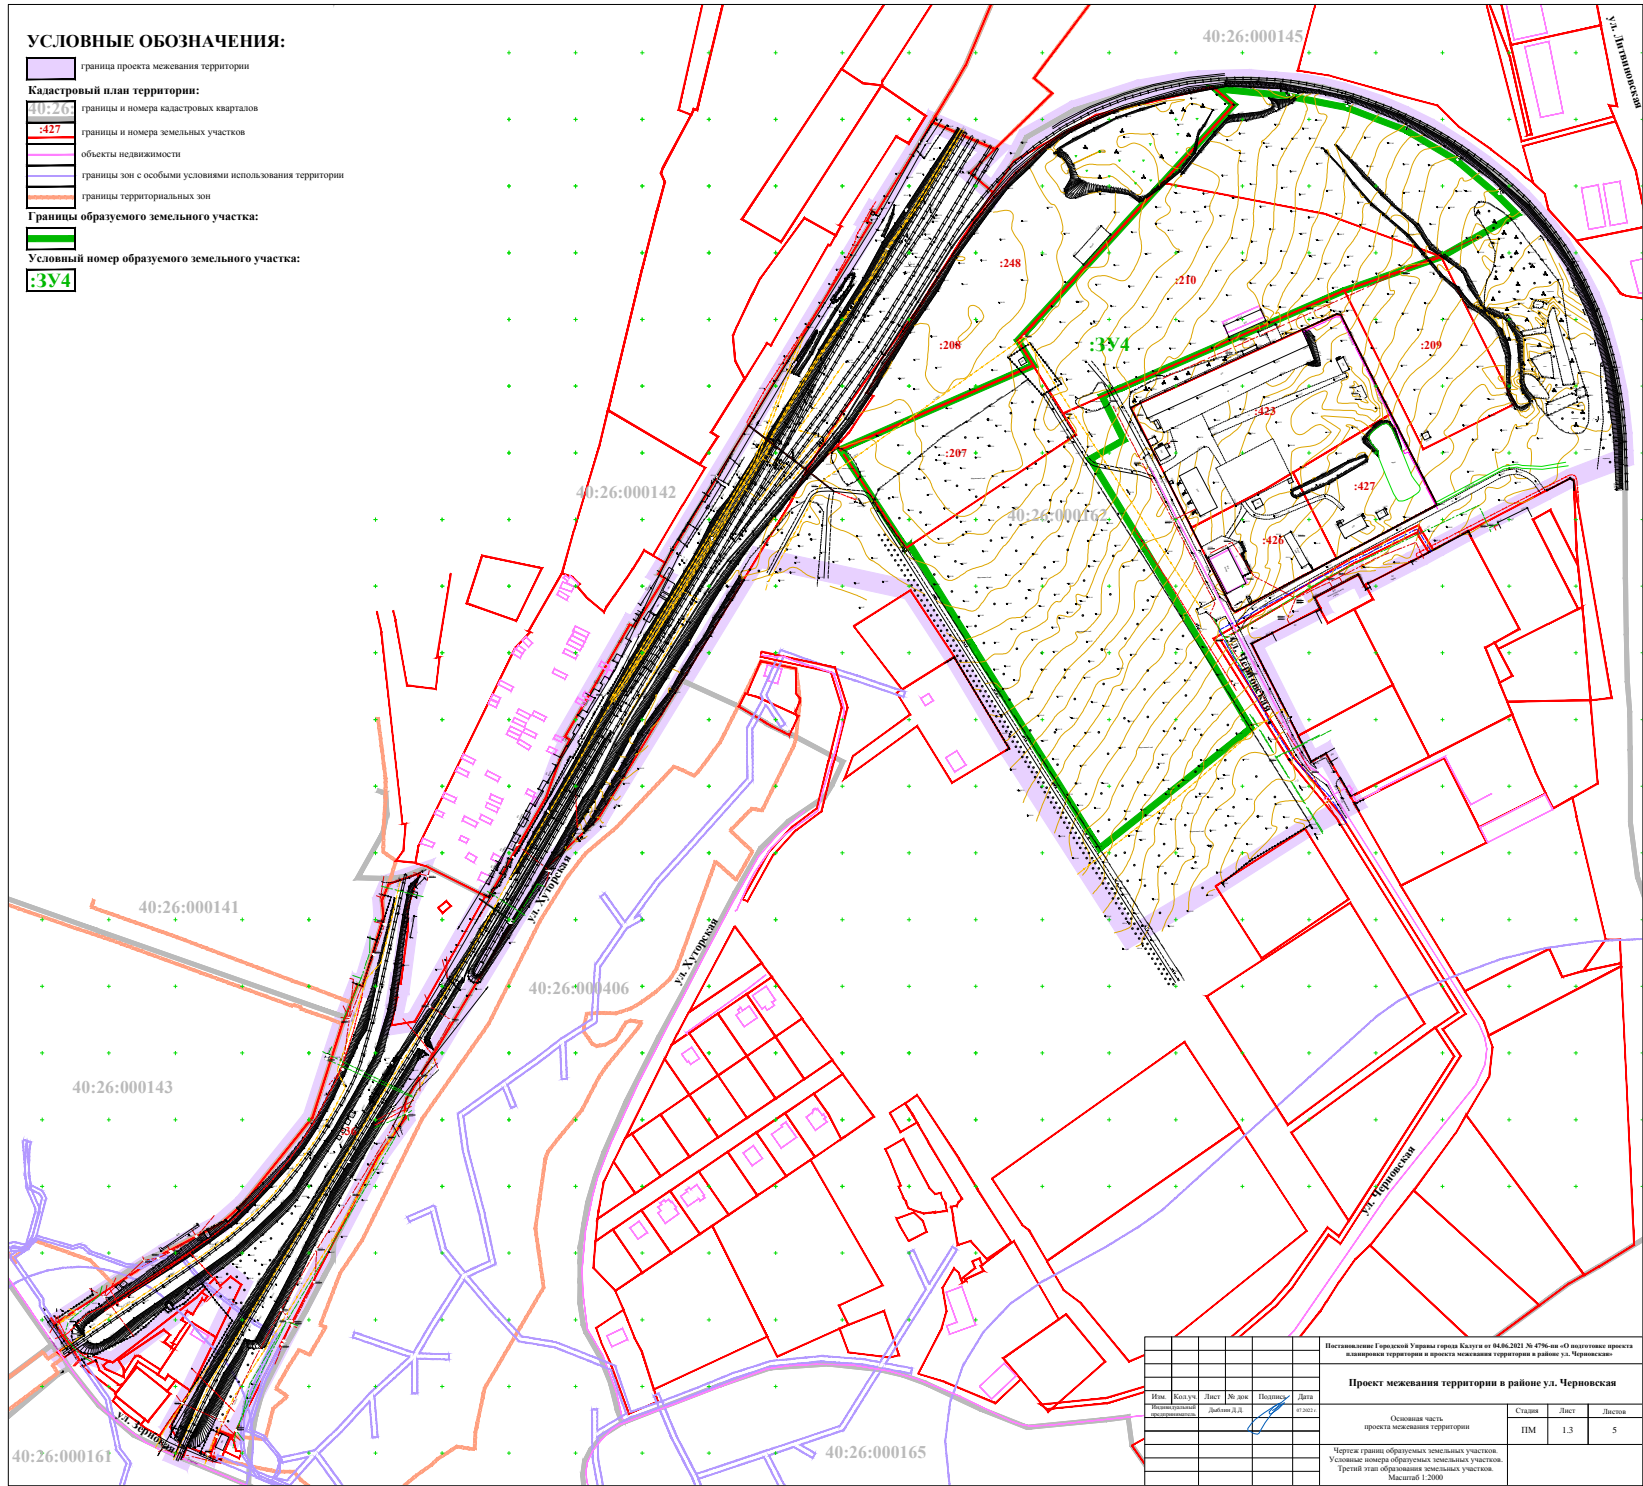 УСЛОВНЫЕ ОБОЗНАЧЕНИЯ:
граница проекта межевания территории
Кадастровый план территории:
40:26:
границы и номера кадастровых кварталов
:427
границы и номера земельных участков
объекты недвижимости
границы зон с особыми условиями использования территории
границы территориальных зон
Границы образуемого земельного участка:
Условный номер образуемого земельного участка:
:ЗУ4
40:26:000145
ул. Литвиновская
:248
:210
:208
:ЗУ4
:209
:423
:207
:427
40:26:000142
40:26:000162
:426
ул. Черновская
ул. Хуторская
40:26:000141
ул. Хуторская
40:26:000406
40:26:000143
:36
ул. Черновская
ул. Терновая
40:26:000161
40:26:000165
Постановление Городской Управы города Калуги от 04.06.2021 № 4796-пи «О подготовке проекта
планировки территории и проекта межевания территории в районе ул. Черновская»
Проект межевания территории в районе ул. Черновская
Изм. Кол.уч. Лист № док Подпись Дата
Индивидуальный
предприниматель
Дыблин Д.Д.
07.2022 г.
Основная часть
проекта межевания территории
Стадия Лист Листов
ПМ 1.3 5
Чертеж границ образуемых земельных участков.
Условные номера образуемых земельных участков.
Третий этап образования земельных участков.
Масштаб 1:2000